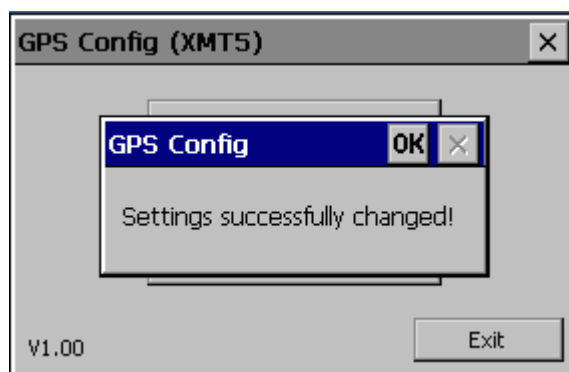 GPS Config (XMT5)
GPS Config OK
Settings successfully changed!
V1.00
Exit